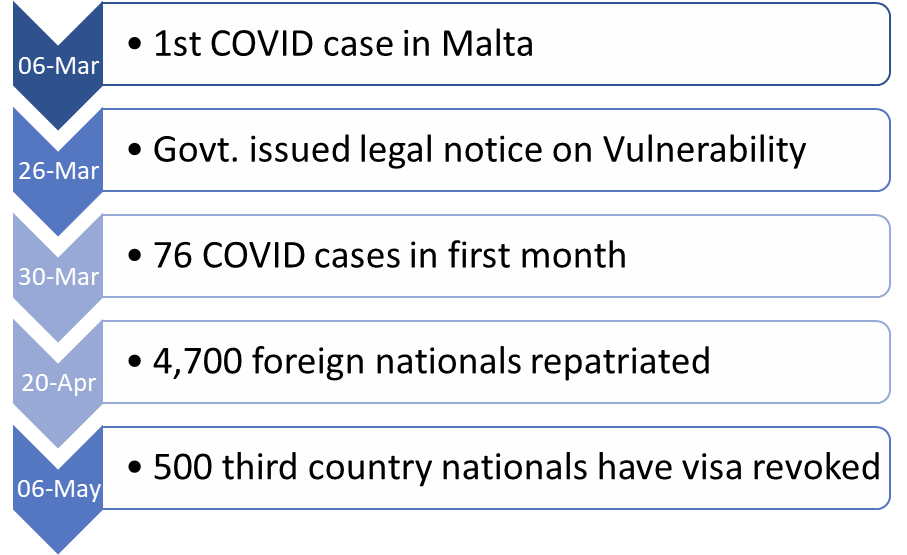 06-Mar
• 1st COVID case in Malta
26-Mar
• Govt. issued legal notice on Vulnerability
30-Mar
• 76 COVID cases in first month
20-Apr
• 4,700 foreign nationals repatriated
06-May
• 500 third country nationals have visa revoked